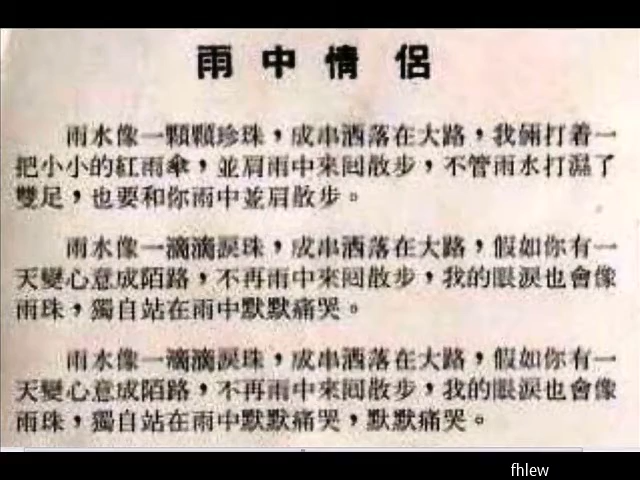 雨中情侶
雨水像一顆顆珍珠，成串洒落在大路，我倆打着一
把小小的紅雨傘，並肩雨中來囘散步，不管雨水打濕了
雙足，也要和你雨中並肩散步。
雨水像一滴滴淚珠，成串洒落在大路，假如你有一
天變心意成陌路，不再雨中來囘散步，我的眼淚也會像
雨珠，獨自站在雨中默默痛哭。
雨水像一滴滴淚珠，成串洒落在大路，假如你有一
天變心意成陌路，不再雨中來囘散步，我的眼淚也會像
雨珠，獨自站在雨中默默痛哭，默默痛哭。
fhlew